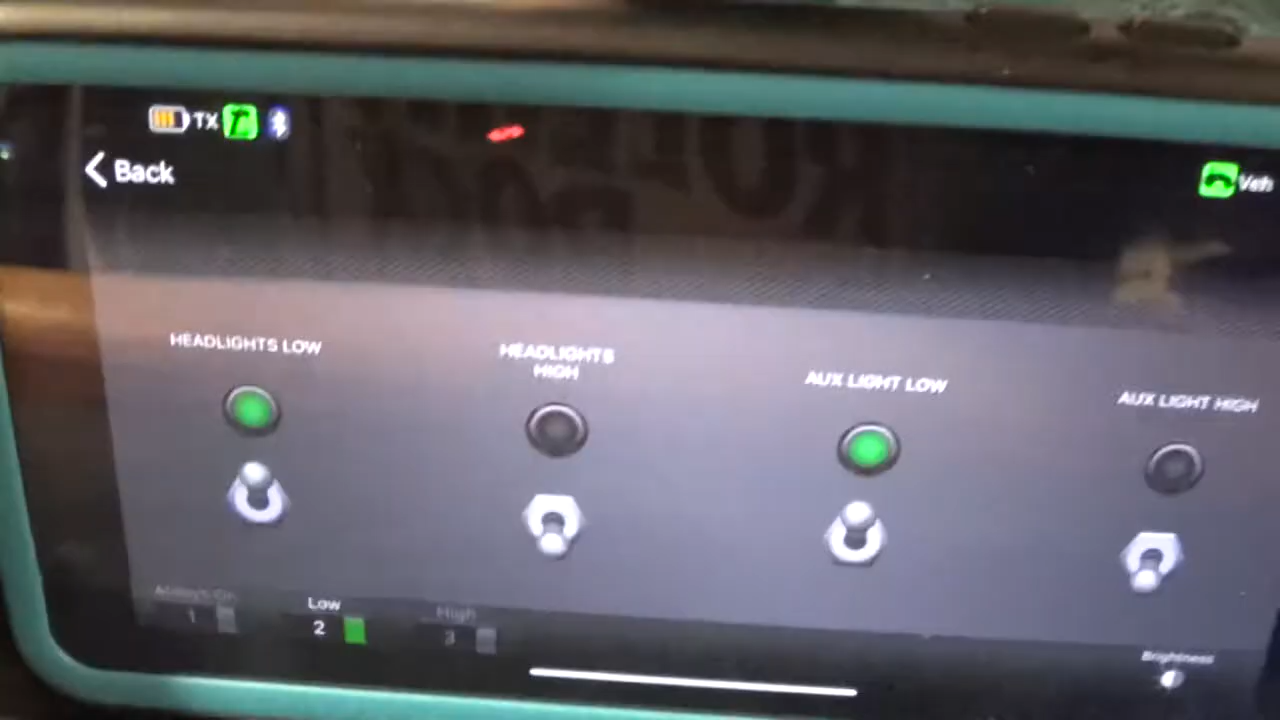 TX
Back
Veh
HEADLIGHTS LOW
HEADLIGHTS
HIGH
AUX LIGHT LOW
AUX LIGHT HIGH
Always On
1
Low
2
High
3
Brightness